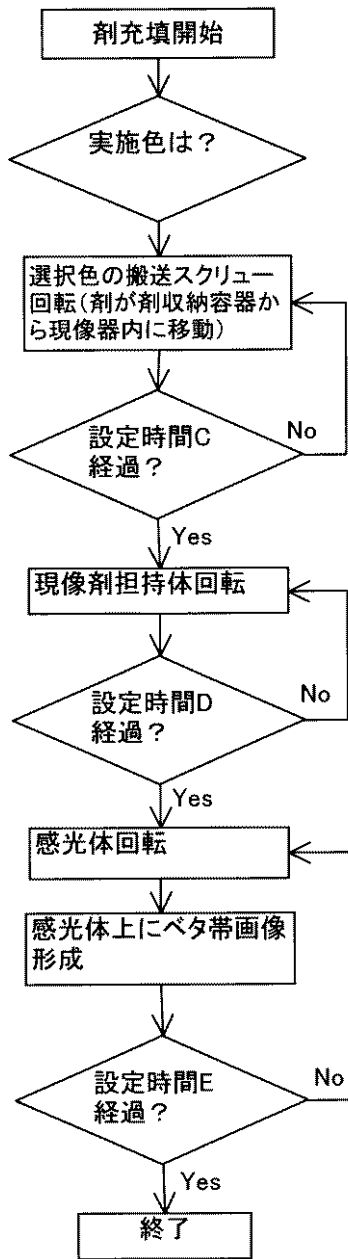 剤充填開始
実施色は？
選択色の搬送スクリュー
回転(剤が剤収納容器か
ら現像器内に移動)
設定時間C
経過？
No
Yes
現像剤担持体回転
設定時間D
経過？
No
Yes
感光体回転
感光体上にベタ帯画像
形成
設定時間E
経過？
No
Yes
終了